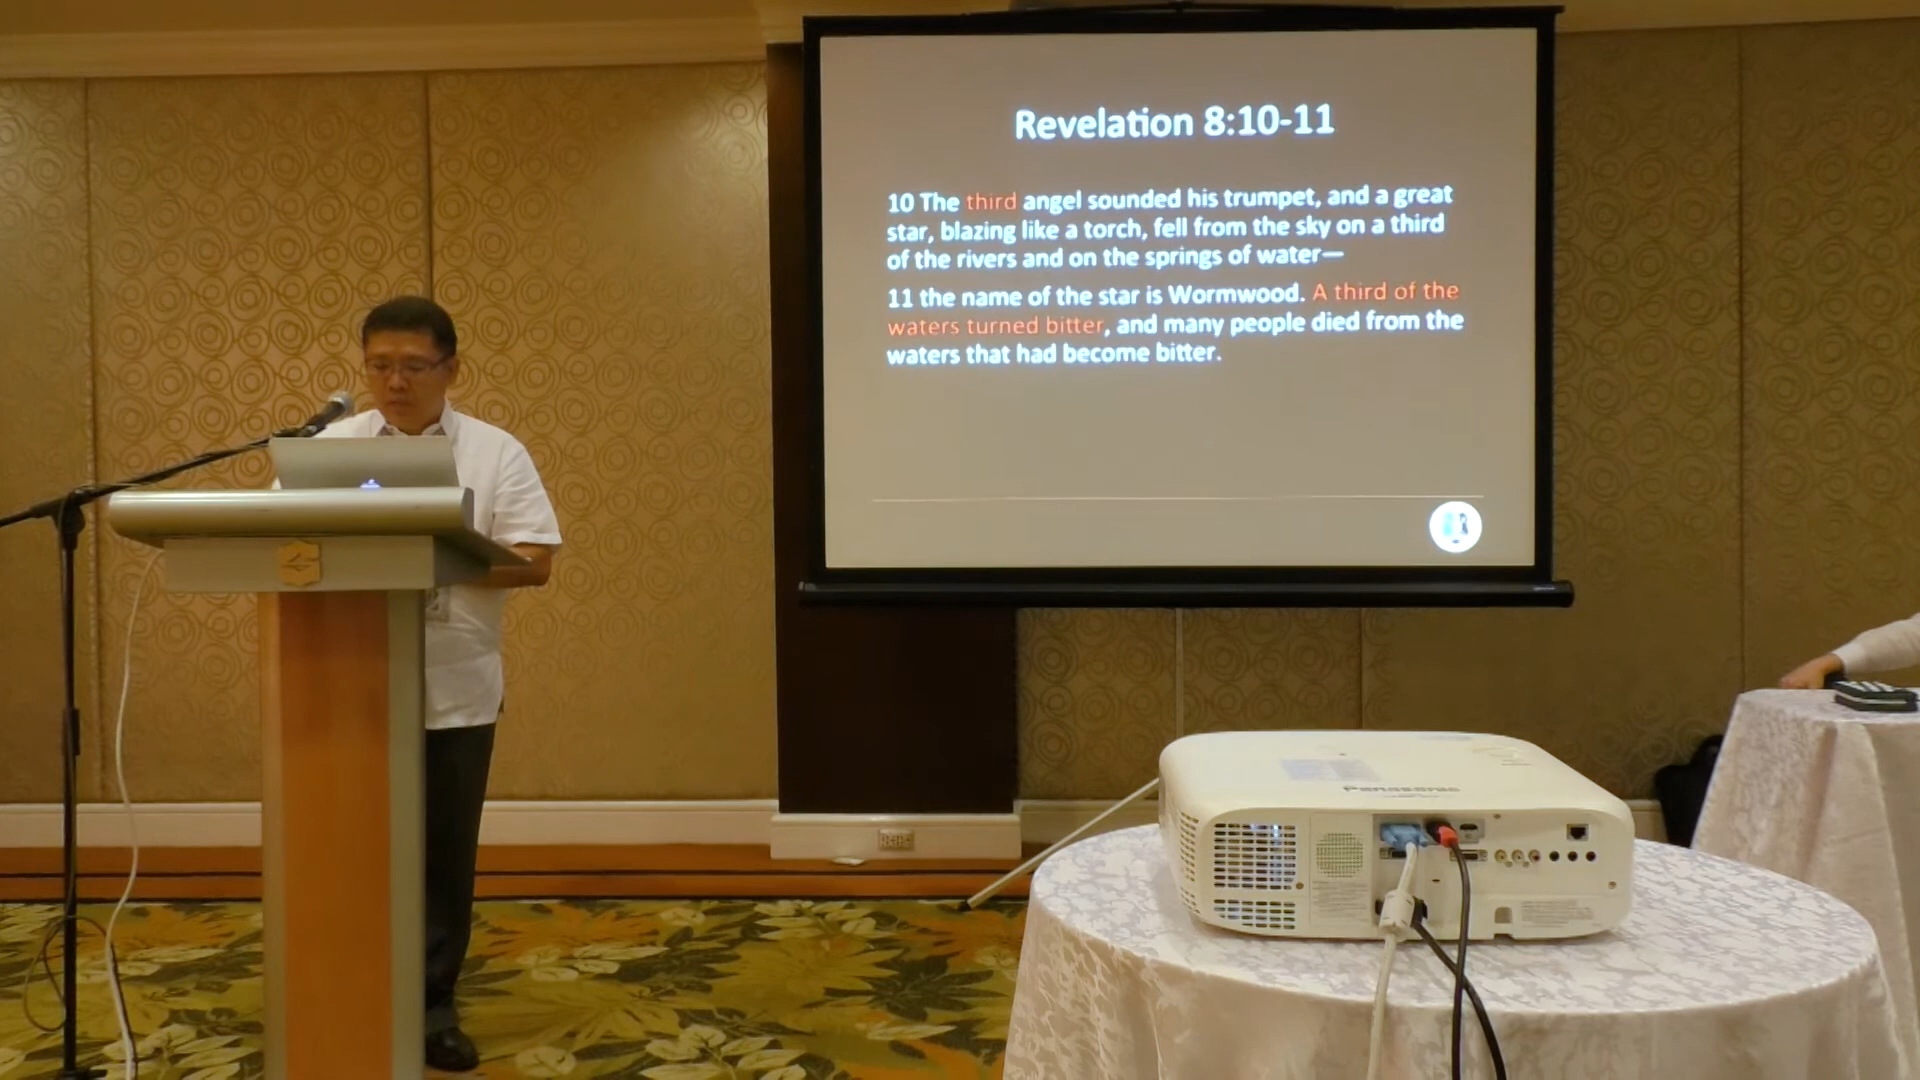 Revelation 8:10-11
10 The third angel sounded his trumpet, and a great
star, blazing like a torch, fell from the sky on a third
of the rivers and on the springs of water—
11 the name of the star is Wormwood. A third of the
waters turned bitter, and many people died from the
waters that had become bitter.
Panasonic